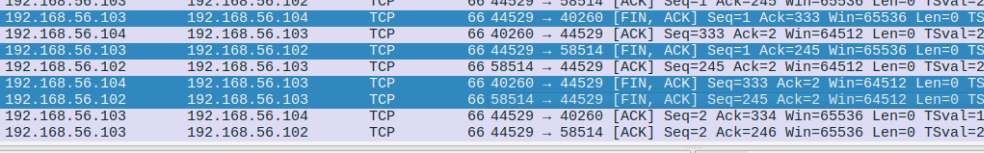 192.168.56.103 192.168.56.102 TCP 66 44529 → 58514 [ACK] Seq=1 Ack=245 Win=65536 Len=0 TSval=2
192.168.56.103 192.168.56.104 TCP 66 44529 → 40260 [FIN, ACK] Seq=1 Ack=333 Win=65536 Len=0 TS
192.168.56.104 192.168.56.103 TCP 66 40260 → 44529 [ACK] Seq=333 Ack=2 Win=64512 Len=0 TSval=2
192.168.56.103 192.168.56.102 TCP 66 44529 → 58514 [FIN, ACK] Seq=1 Ack=245 Win=65536 Len=0 TS
192.168.56.102 192.168.56.103 TCP 66 58514 → 44529 [ACK] Seq=245 Ack=2 Win=64512 Len=0 TSval=2
192.168.56.104 192.168.56.103 TCP 66 40260 → 44529 [FIN, ACK] Seq=333 Ack=2 Win=64512 Len=0 TS
192.168.56.102 192.168.56.103 TCP 66 58514 → 44529 [FIN, ACK] Seq=245 Ack=2 Win=64512 Len=0 TS
192.168.56.103 192.168.56.104 TCP 66 44529 → 40260 [ACK] Seq=2 Ack=334 Win=65536 Len=0 TSval=1
192.168.56.103 192.168.56.102 TCP 66 44529 → 58514 [ACK] Seq=2 Ack=246 Win=65536 Len=0 TSval=2